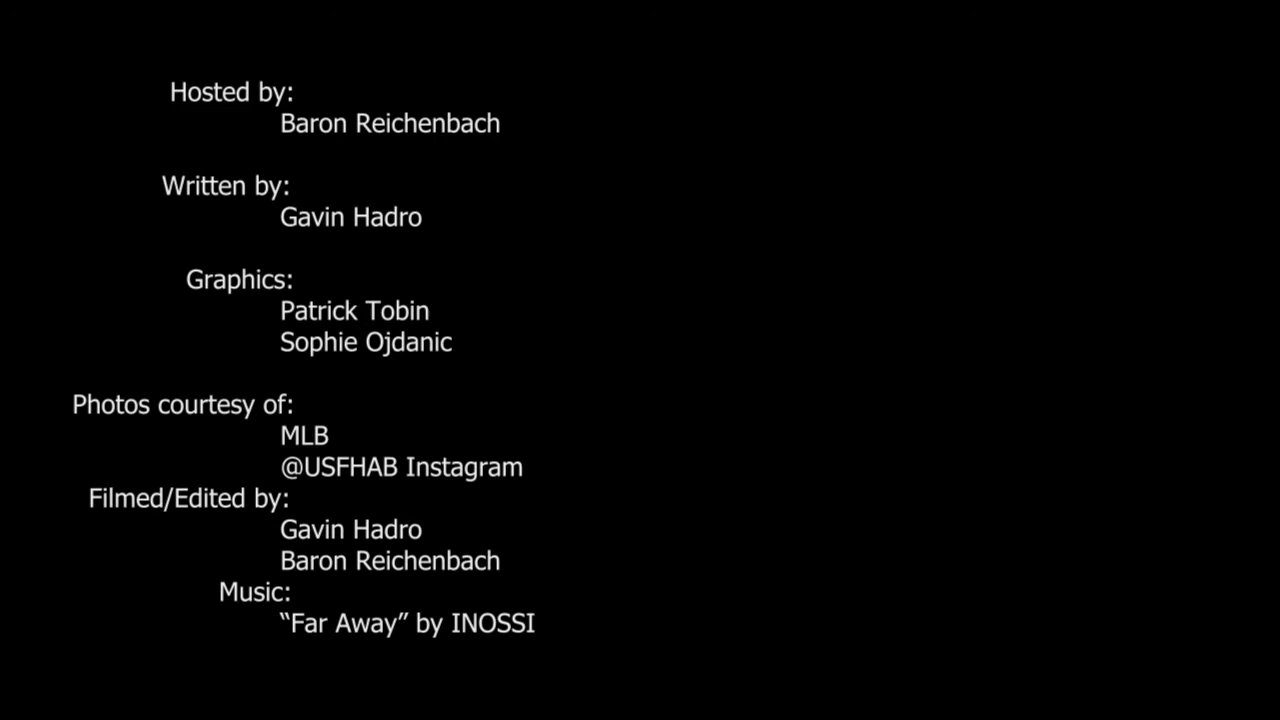 Hosted by:
Baron Reichenbach
Written by:
Gavin Hadro
Graphics:
Patrick Tobin
Sophie Ojdanic
Photos courtesy of:
MLB
@USFHAB Instagram
Filmed/Edited by:
Gavin Hadro
Baron Reichenbach
Music:
“Far Away” by INOSSI